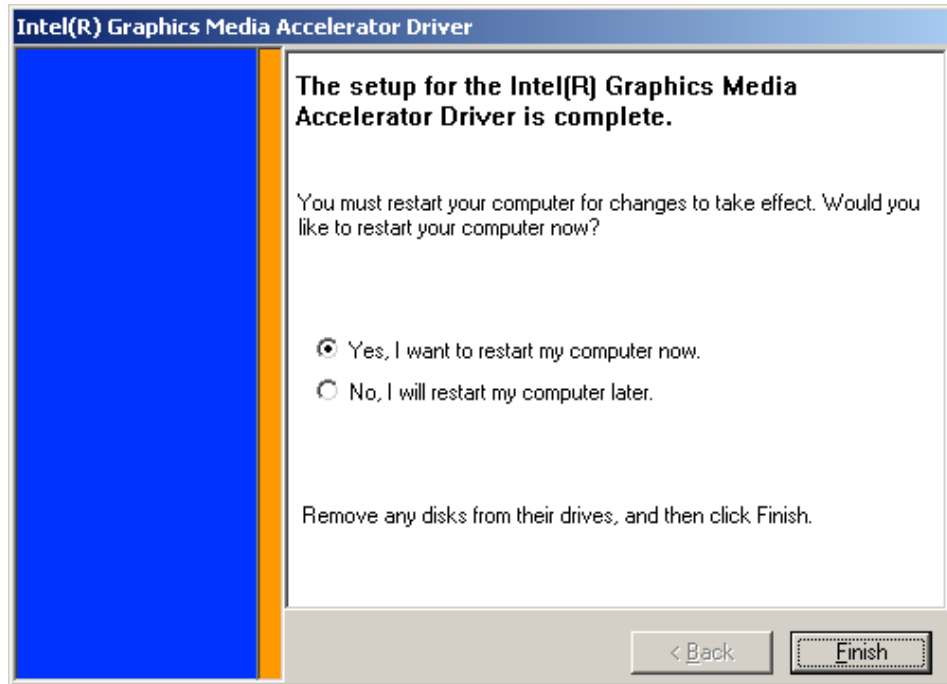 Intel(R) Graphics Media Accelerator Driver
The setup for the Intel(R) Graphics Media
Accelerator Driver is complete.
You must restart your computer for changes to take effect. Would you
like to restart your computer now?
Yes, I want to restart my computer now.
No, I will restart my computer later.
Remove any disks from their drives, and then click Finish.
< Back
Finish